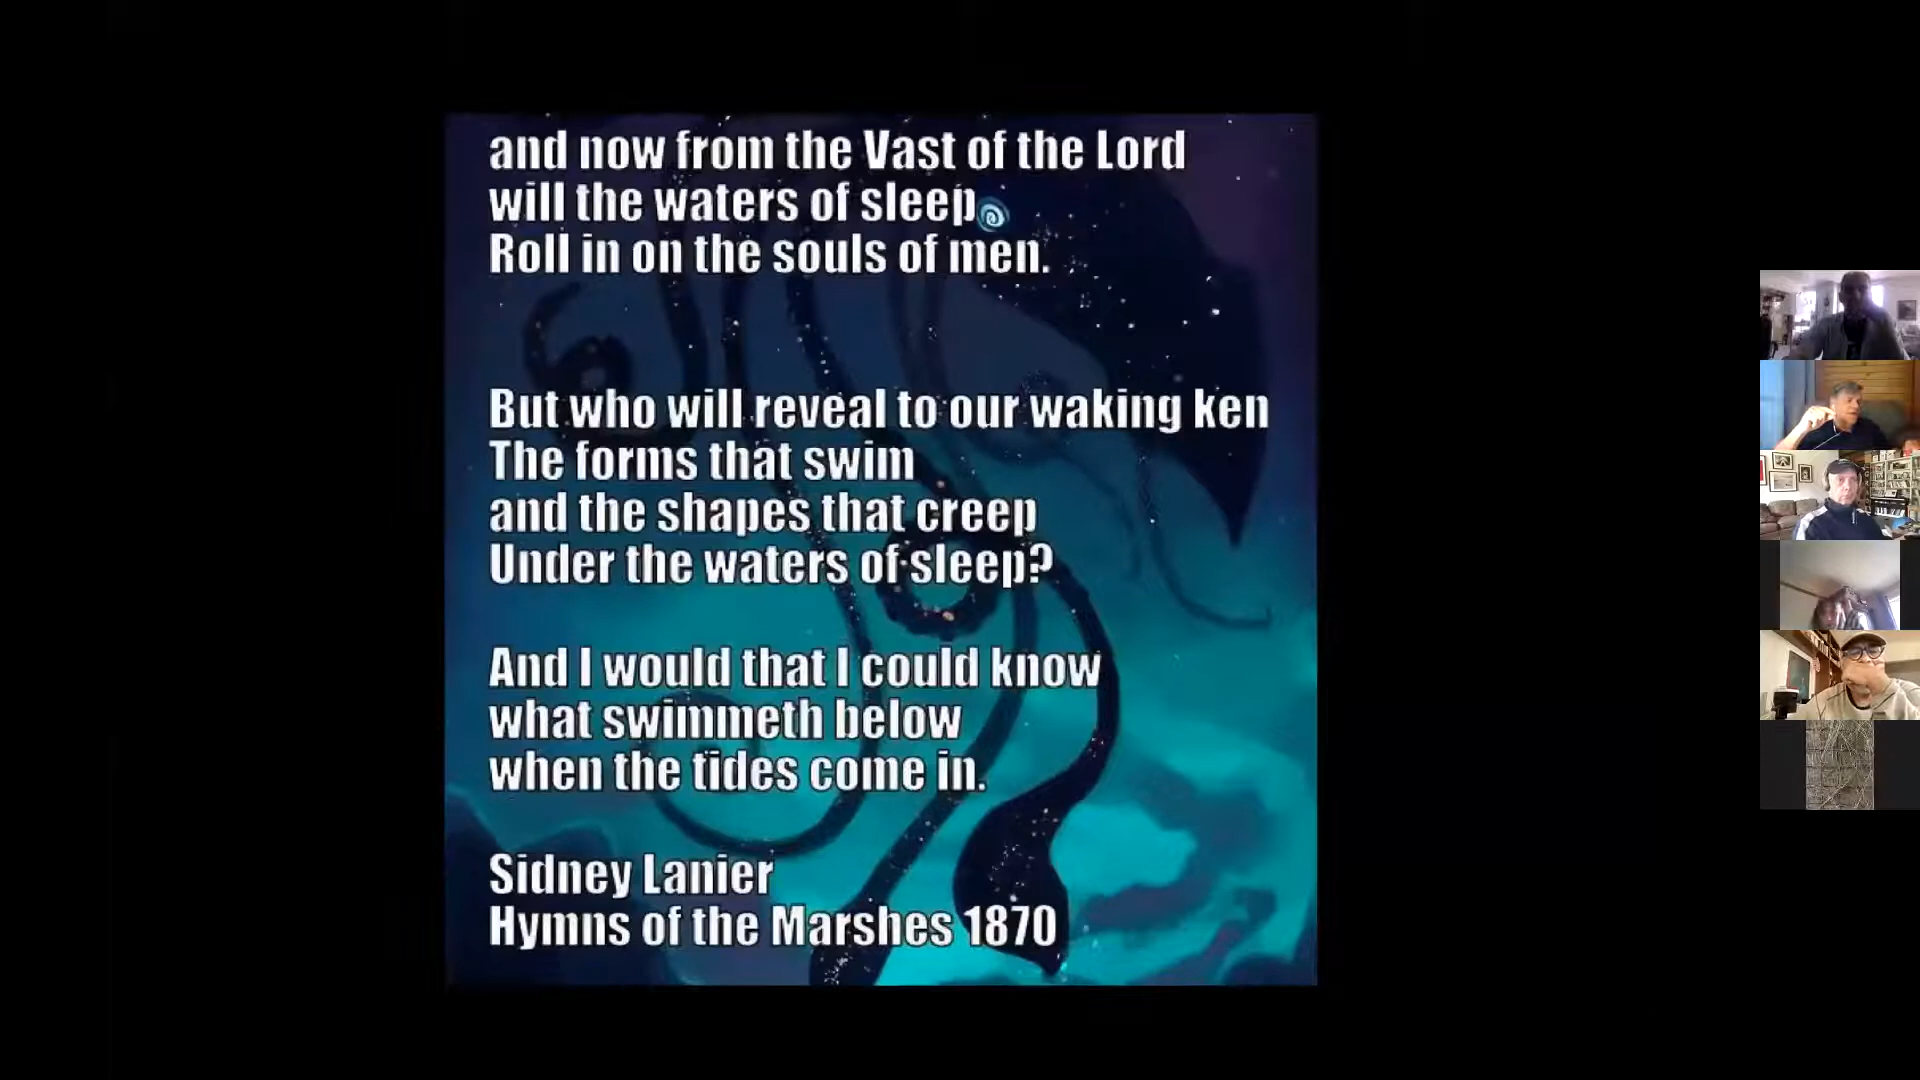 and now from the Vast of the Lord
will the waters of sleep
Roll in on the souls of men.
But who will reveal to our waking ken
The forms that swim
and the shapes that creep
Under the waters of sleep?
And I would that I could know
what swimmeth below
when the tides come in.
Sidney Lanier
Hymns of the Marshes 1870